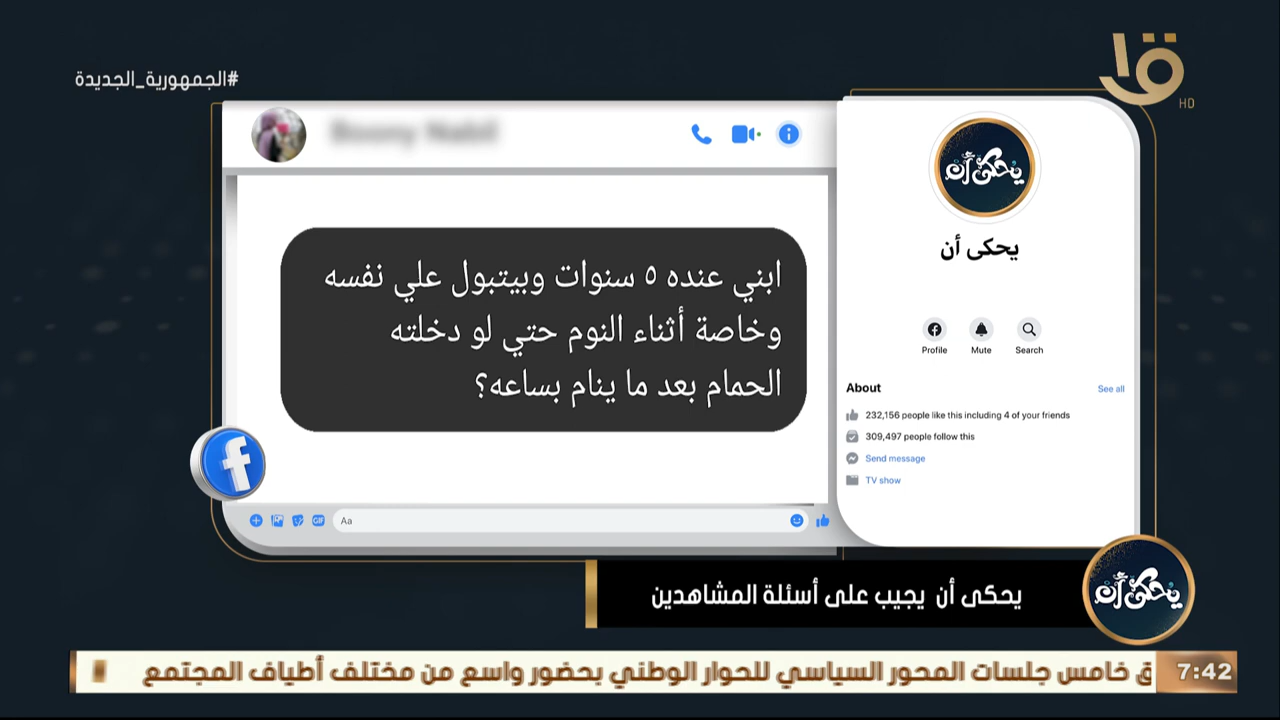 #الجمهورية_الجديدة
HD
يحكى أن
يحكى أن
Profile
Mute
Search
About
See all
232,156 people like this including 4 of your friends
309,497 people follow this
Send message
TV show
ابني عنده ٥ سنوات وبيتبول علي نفسه
وخاصة أثناء النوم حتي لو دخلته
الحمام بعد ما ينام بساعه؟
GIF
Aa
يحكى أن يجيب على أسئلة المشاهدين
يحكى أن
7:42
ق خامس جلسات المحور السياسي للحوار الوطني بحضور واسع من مختلف أطياف المجتمع